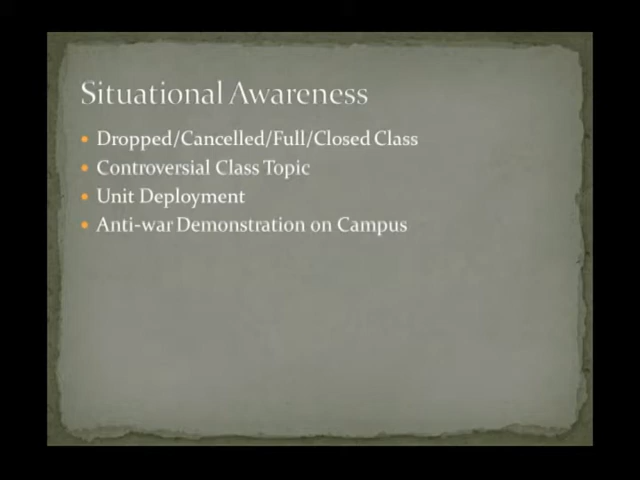 Situational Awareness
Dropped/Cancelled/Full/Closed Class
Controversial Class Topic
Unit Deployment
Anti-war Demonstration on Campus